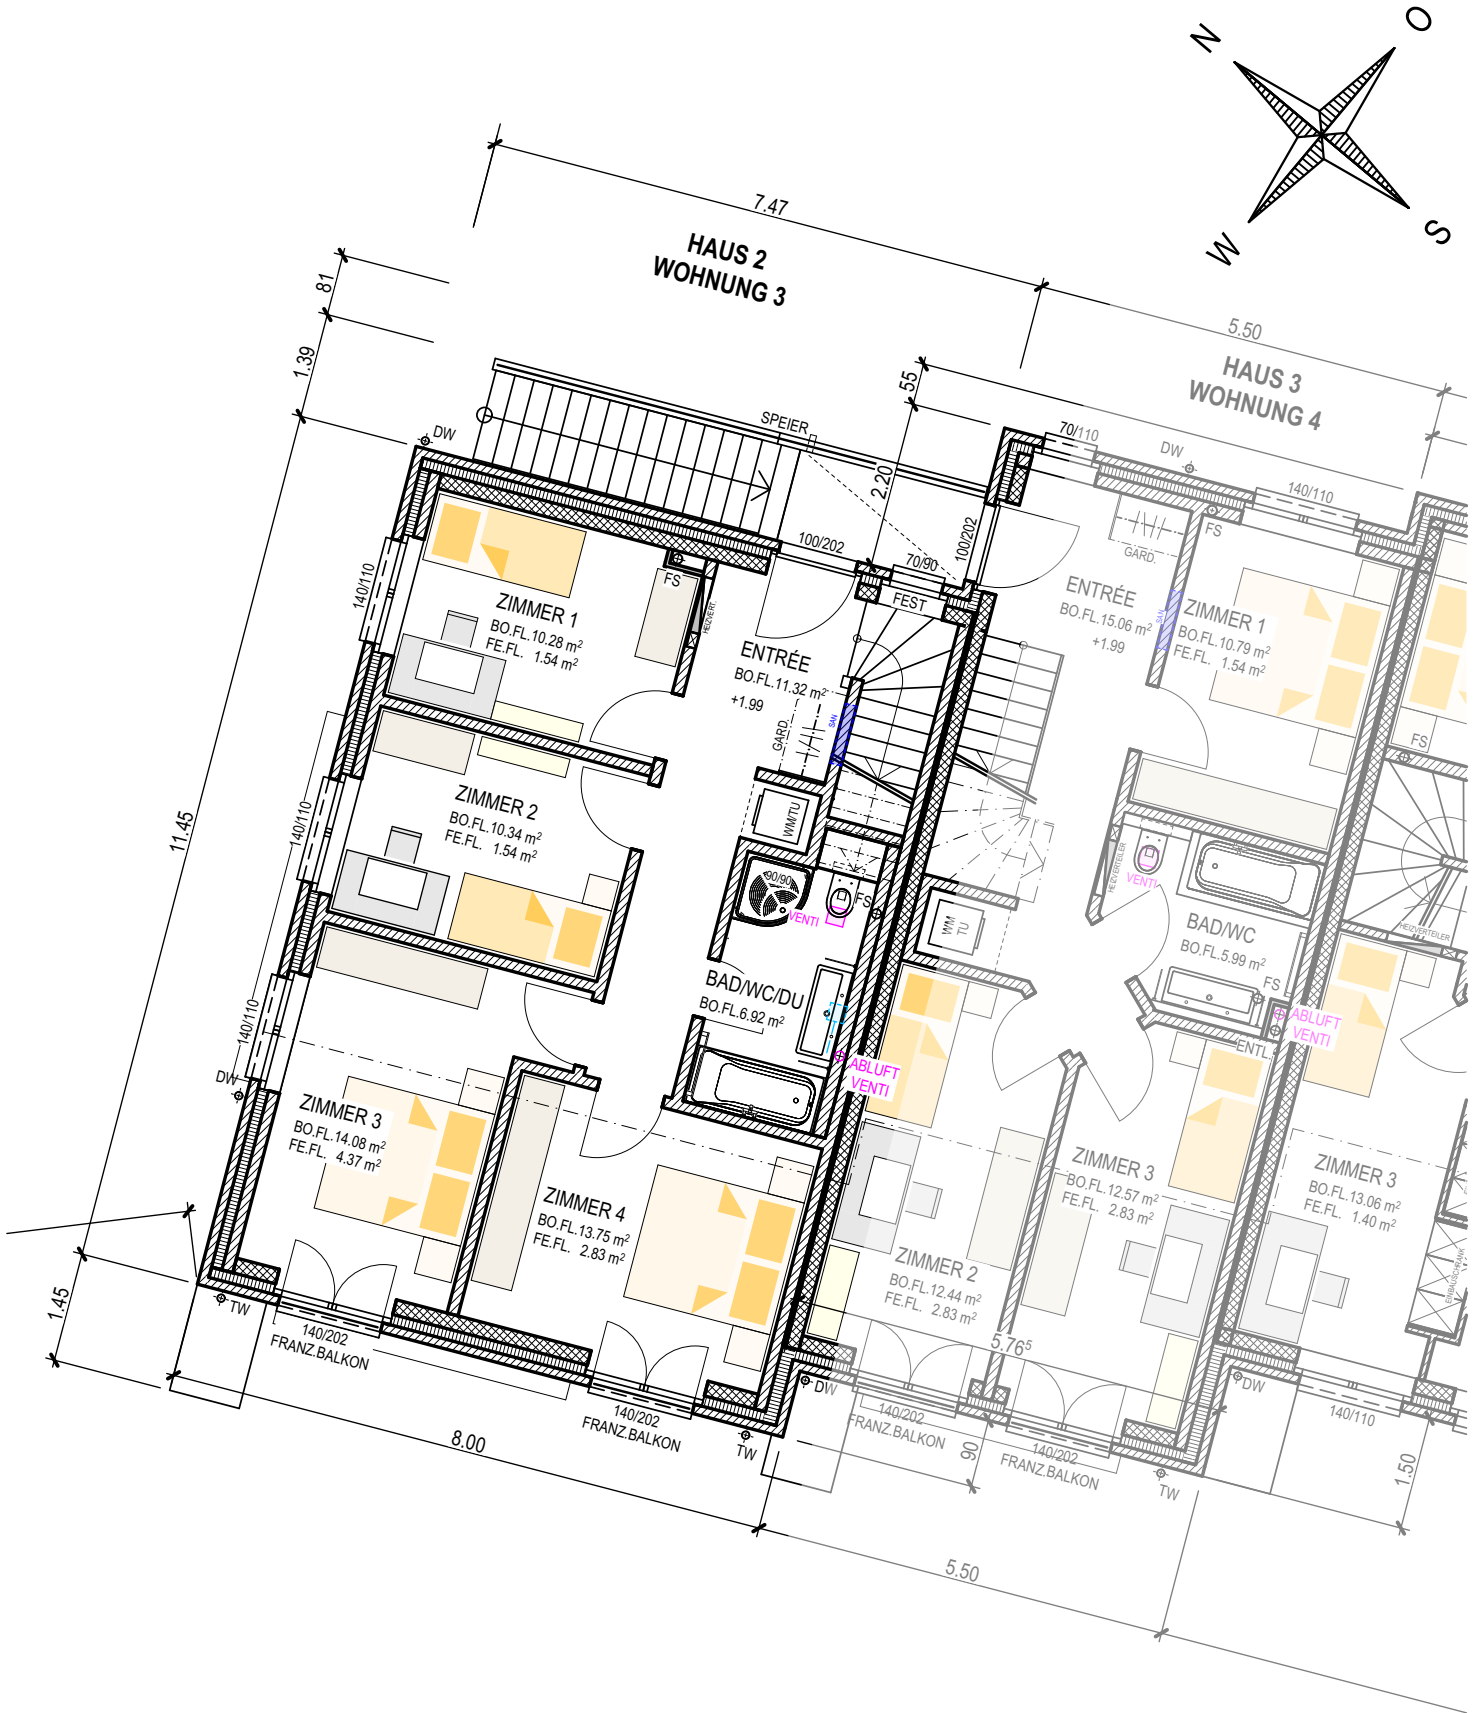 N
O
W
S
7.47
HAUS 2
WOHNUNG 3
81
1.39
5.50
HAUS 3
WOHNUNG 4
55
2.20
SPEIER
DW
70/110
DW
140/110
100/202
70/90
100/202
FEST
FS
GARD.
FS
HEIZVERT.
140/110
ZIMMER 1
BO.FL.10.28 m²
FE.FL. 1.54 m²
ENTRÉE
BO.FL.11.32 m²
+1.99
GARD.
SAN
ENTRÉE
BO.FL.15.06 m²
+1.99
SAN
ZIMMER 1
BO.FL.10.79 m²
FE.FL. 1.54 m²
FS
11.45
140/110
ZIMMER 2
BO.FL.10.34 m²
FE.FL. 1.54 m²
WM/TU
90/90
VENTI
FS
WM
TU
HEIZVERTEILER
VENTI
BAD/WC
BO.FL.5.99 m²
FS
HEIZVERTEILER
140/110
BAD/WC/DU
BO.FL.6.92 m²
ABLUFT
VENTI
ABLUFT
VENTI
ENTL.
DW
ZIMMER 3
BO.FL.14.08 m²
FE.FL. 4.37 m²
ZIMMER 4
BO.FL.13.75 m²
FE.FL. 2.83 m²
ZIMMER 2
BO.FL.12.44 m²
FE.FL. 2.83 m²
ZIMMER 3
BO.FL.12.57 m²
FE.FL. 2.83 m²
ZIMMER 3
BO.FL.13.06 m²
FE.FL. 1.40 m²
EINBAUSCHRANK
1.45
TW
140/202
FRANZ.BALKON
5.76⁵
DW
DW
140/202
FRANZ.BALKON
TW
140/202
FRANZ.BALKON
90
140/202
FRANZ.BALKON
TW
140/110
1.50
8.00
5.50